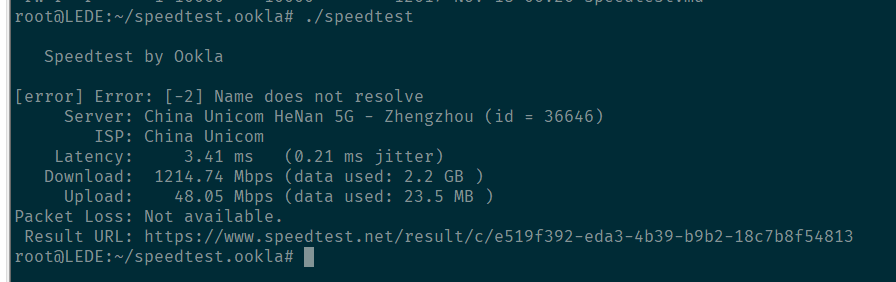 root@LEDE:~/speedtest.ookla# ./speedtest
Speedtest by Ookla
[error] Error: [-2] Name does not resolve
Server: China Unicom HeNan 5G - Zhengzhou (id = 36646)
ISP: China Unicom
Latency: 3.41 ms (0.21 ms jitter)
Download: 1214.74 Mbps (data used: 2.2 GB )
Upload: 48.05 Mbps (data used: 23.5 MB )
Packet Loss: Not available.
Result URL: https://www.speedtest.net/result/c/e519f392-eda3-4b39-b9b2-18c7b8f54813
root@LEDE:~/speedtest.ookla#